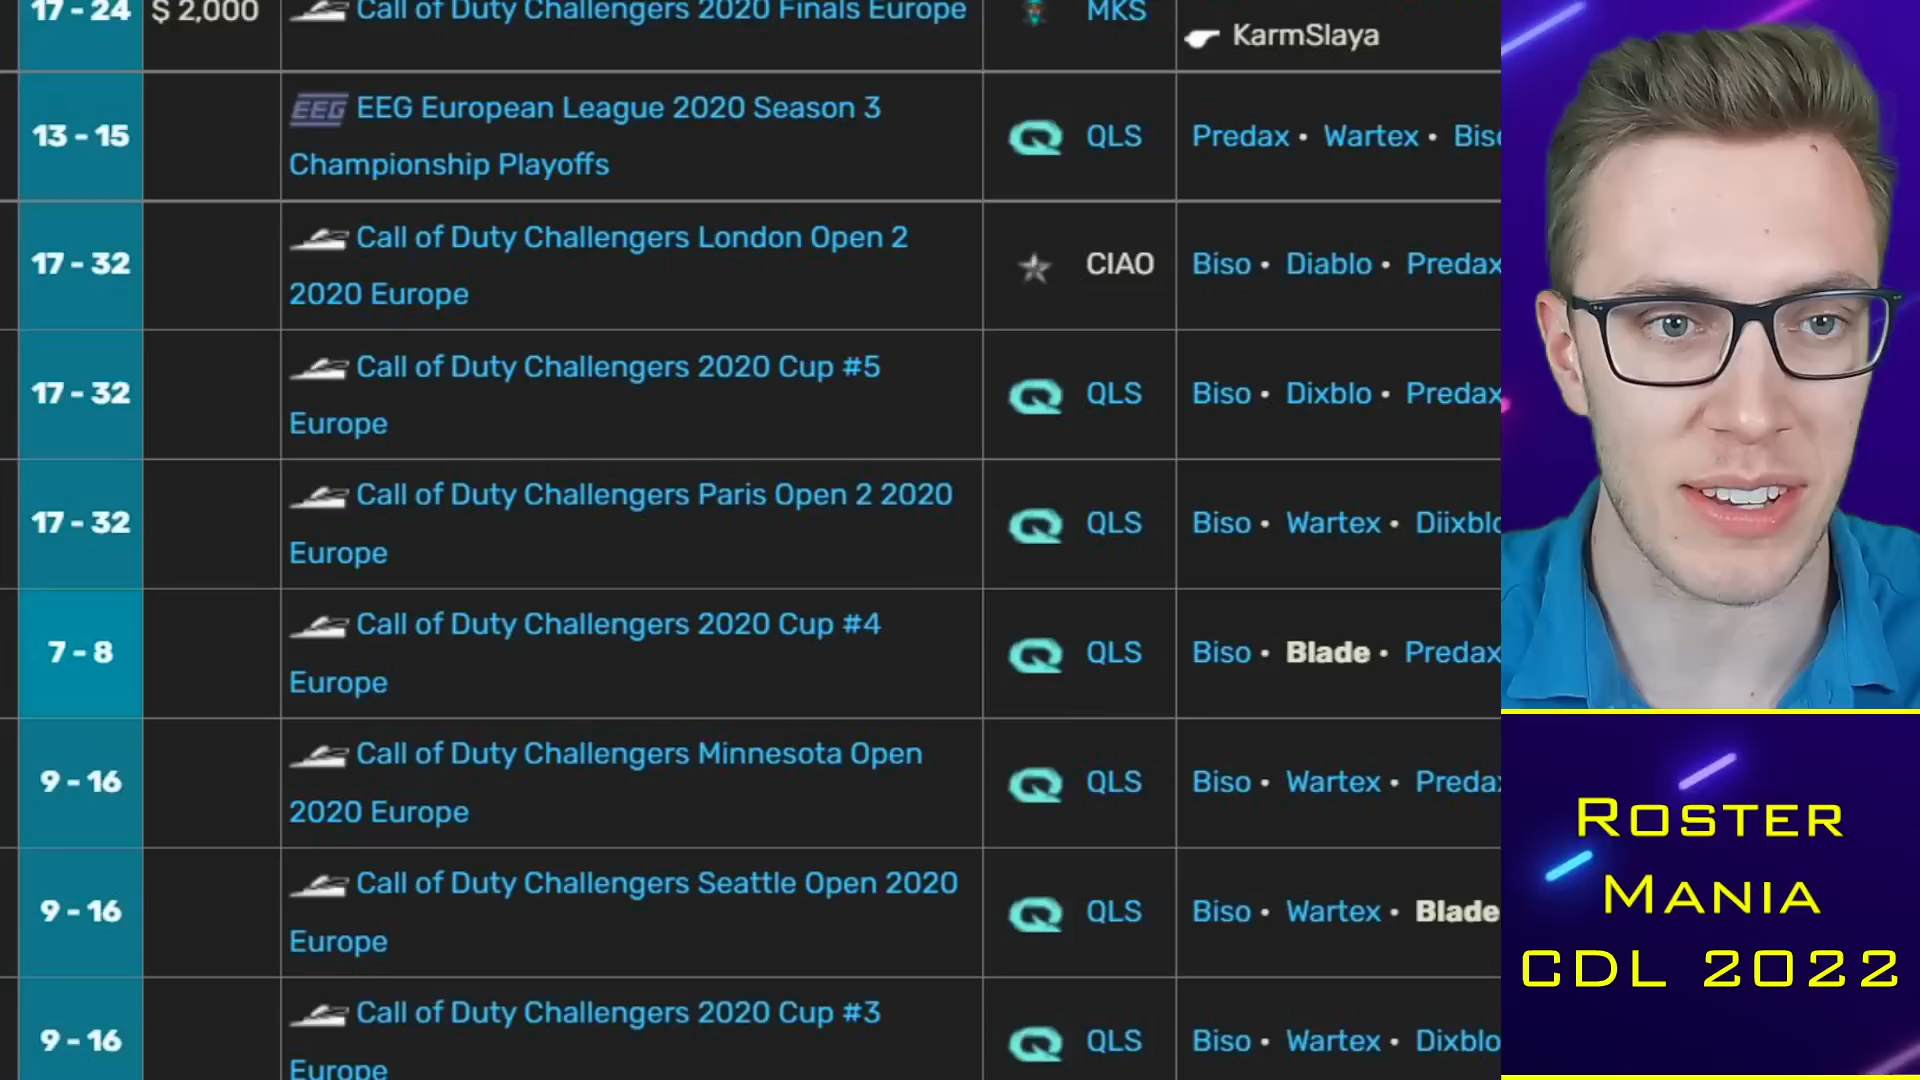 17 - 24 $ 2,000 Call of Duty Challengers 2020 Finals Europe MKS
KarmSlaya
13 - 15 EEG EEG European League 2020 Season 3
Championship Playoffs QLS Predax • Wartex •
17 - 32 Call of Duty Challengers London Open 2
2020 Europe CIAO Biso • Diablo • Predax
17 - 32 Call of Duty Challengers 2020 Cup #5
Europe QLS Biso • Dixblo • Predax
17 - 32 Call of Duty Challengers Paris Open 2 2020
Europe QLS Biso • Wartex • Diixblo
7 - 8 Call of Duty Challengers 2020 Cup #4
Europe QLS Biso • Blade • Predax
9 - 16 Call of Duty Challengers Minnesota Open
2020 Europe QLS Biso • Wartex • Predax
9 - 16 Call of Duty Challengers Seattle Open 2020
Europe QLS Biso • Wartex • Blade
9 - 16 Call of Duty Challengers 2020 Cup #3
Europe QLS Biso • Wartex • Dixblo
ROSTER
MANIA
CDL 2022